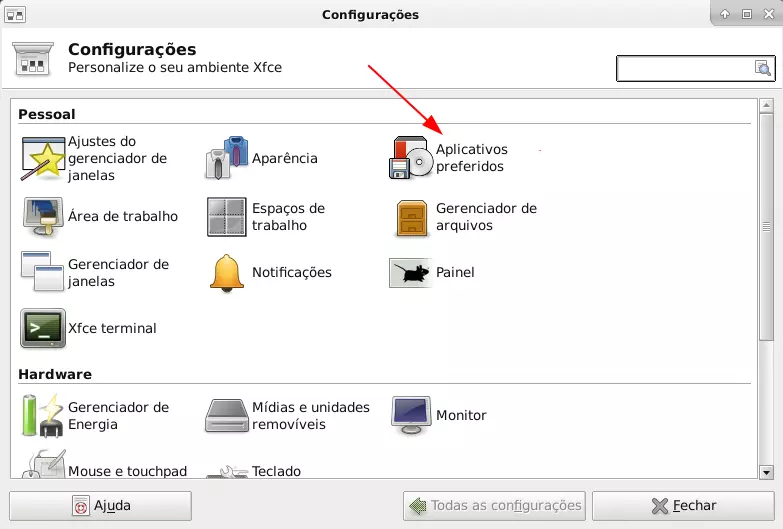 Configurações
Configurações
Personalize o seu ambiente Xfce
Pessoal
Ajustes do
gerenciador de
janelas
Aparência
Aplicativos
preferidos
Área de trabalho
Espaços de
trabalho
Gerenciador de
arquivos
Gerenciador de
janelas
Notificações
Painel
Xfce terminal
Hardware
Gerenciador de
Energia
Mídias e unidades
removíveis
Monitor
Mouse e touchpad
Teclado
Ajuda
Todas as configurações
Fechar